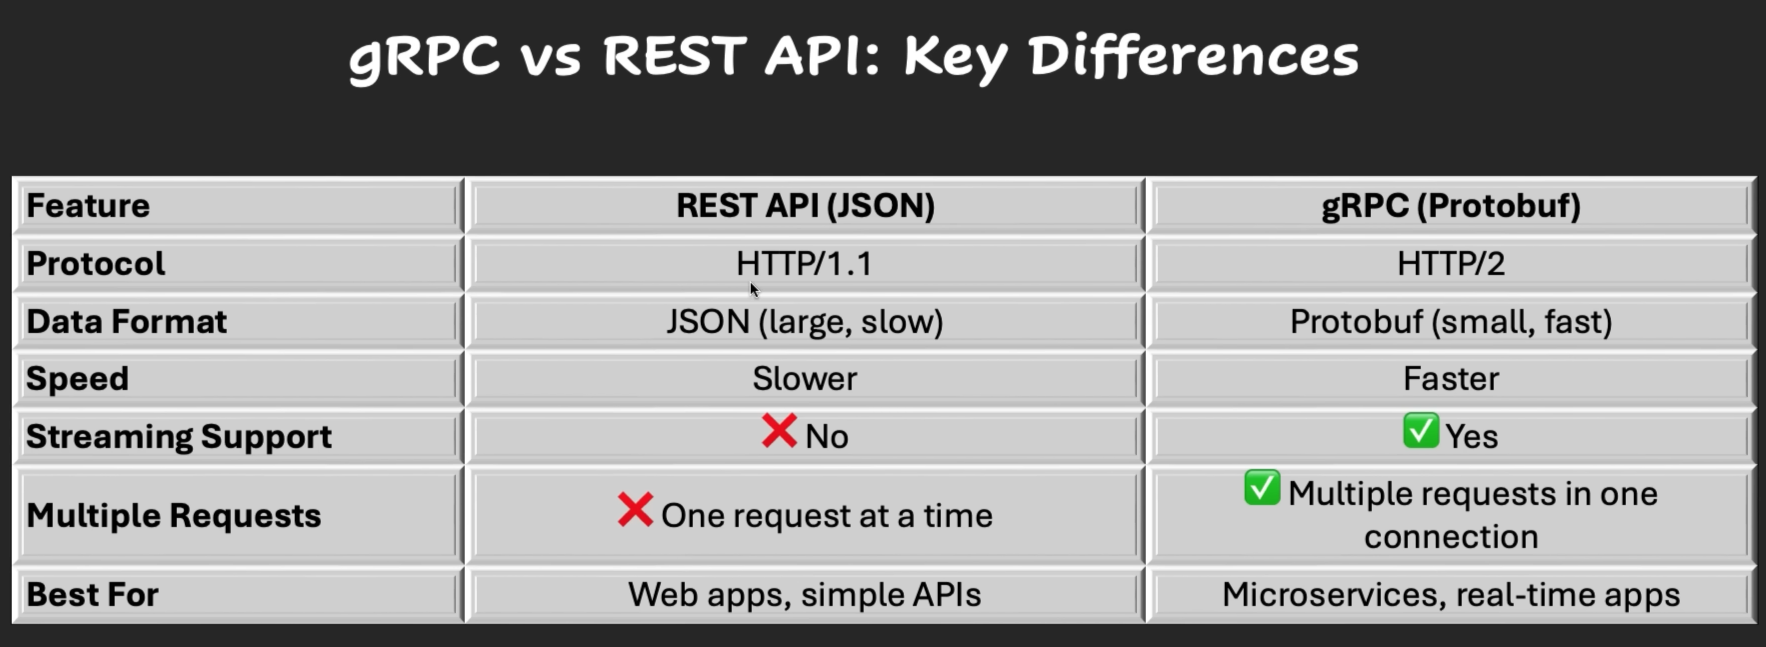 gRPC vs REST API: Key Differences
Feature REST API (JSON) gRPC (Protobuf)
Protocol HTTP/1.1 HTTP/2
Data Format JSON (large, slow) Protobuf (small, fast)
Speed Slower Faster
Streaming Support ❌ No ✅ Yes
Multiple Requests ❌ One request at a time ✅ Multiple requests in one
connection
Best For Web apps, simple APIs Microservices, real-time apps